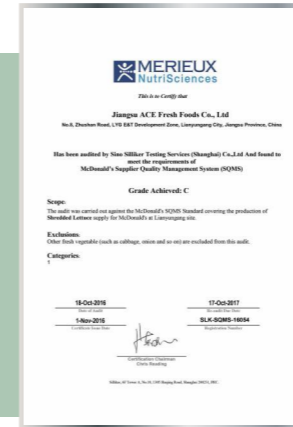 MERIEUX
NutriSciences
This is to Certify that
Jiangsu ACE Fresh Foods Co., Ltd
No.6, Zhushan Road, LYG E&T Development Zone, Lianyungang City, Jiangsu Province, China
Has been audited by Sino Silliker Testing Services (Shanghai) Co.,Ltd And found to
meet the requirements of
McDonald's Supplier Quality Management System (SQMS)
Grade Achieved: C
Scope:
The audit was carried out against the McDonald's SQMS Standard covering the production of
Shredded Lettuce supply for McDonald's at Lianyungang site.
Exclusions:
Other fresh vegetable (such as cabbage, onion and so on) are excluded from this audit.
Categories:
1
18-Oct-2016
Date of Audit
17-Oct-2017
Re-audit Due Date
1-Nov-2016
Certificate Issue Date
SLK-SQMS-16054
Registration Number
Certification Chairman
Chris Reading